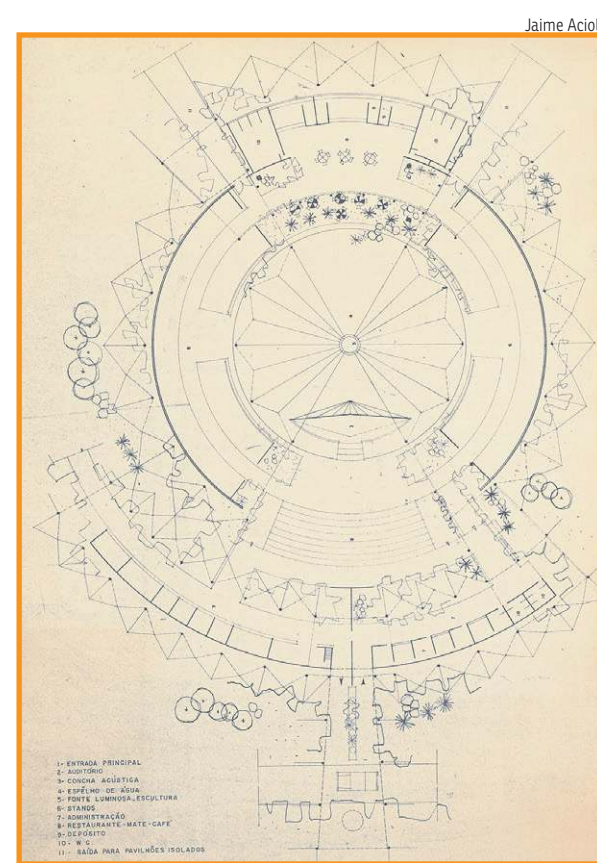 Jaime Aciol
1- ENTRADA PRINCIPAL
2- AUDITÓRIO
3- CONCHA ACÚSTICA
4- ESPÊLHO DE ÁGUA
5- FONTE LUMINOSA, ESCULTURA
6- STANDS
7- ADMINISTRAÇÃO
8- RESTAURANTE-MATE-CAFÉ
9- DEPÓSITO
10- W C
11- SAÍDA PARA PAVILHÕES ISOLADOS